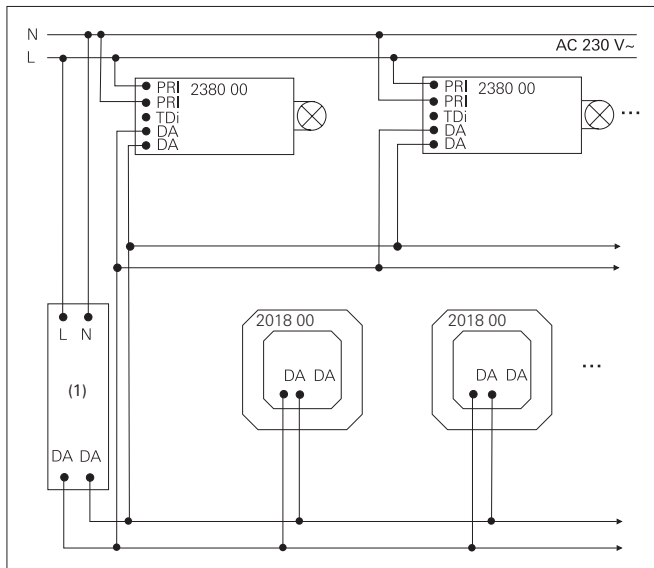 N
L
AC 230 V~
PRI 2380 00
PRI
TDi
DA
DA
PRI 2380 00
PRI
TDi
DA
DA
...
L N
(1)
DA DA
2018 00
DA DA
2018 00
DA DA
...